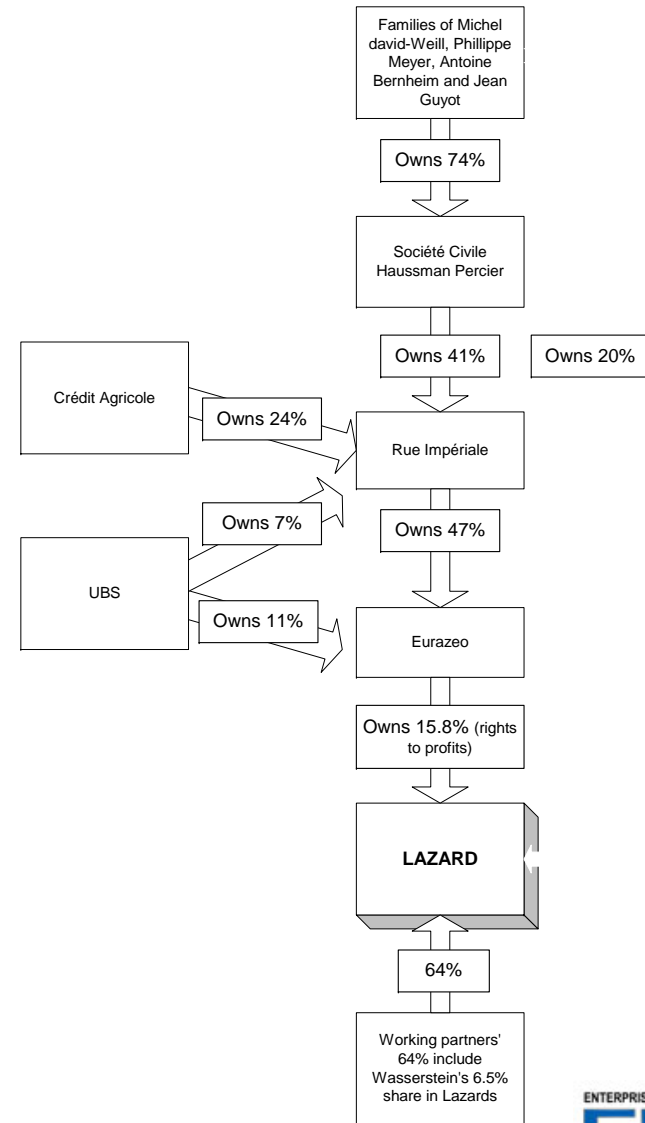 Families of Michel
david-Weill, Phillippe
Meyer, Antoine
Bernheim and Jean
Guyot
Owns 74%
Société Civile
Haussman Percier
Owns 41%
Owns 20%
Crédit Agricole
Owns 24%
Rue Impériale
Owns 7%
Owns 47%
UBS
Owns 11%
Eurazeo
Owns 15.8% (rights
to profits)
LAZARD
64%
Working partners'
64% include
Wasserstein's 6.5%
share in Lazards